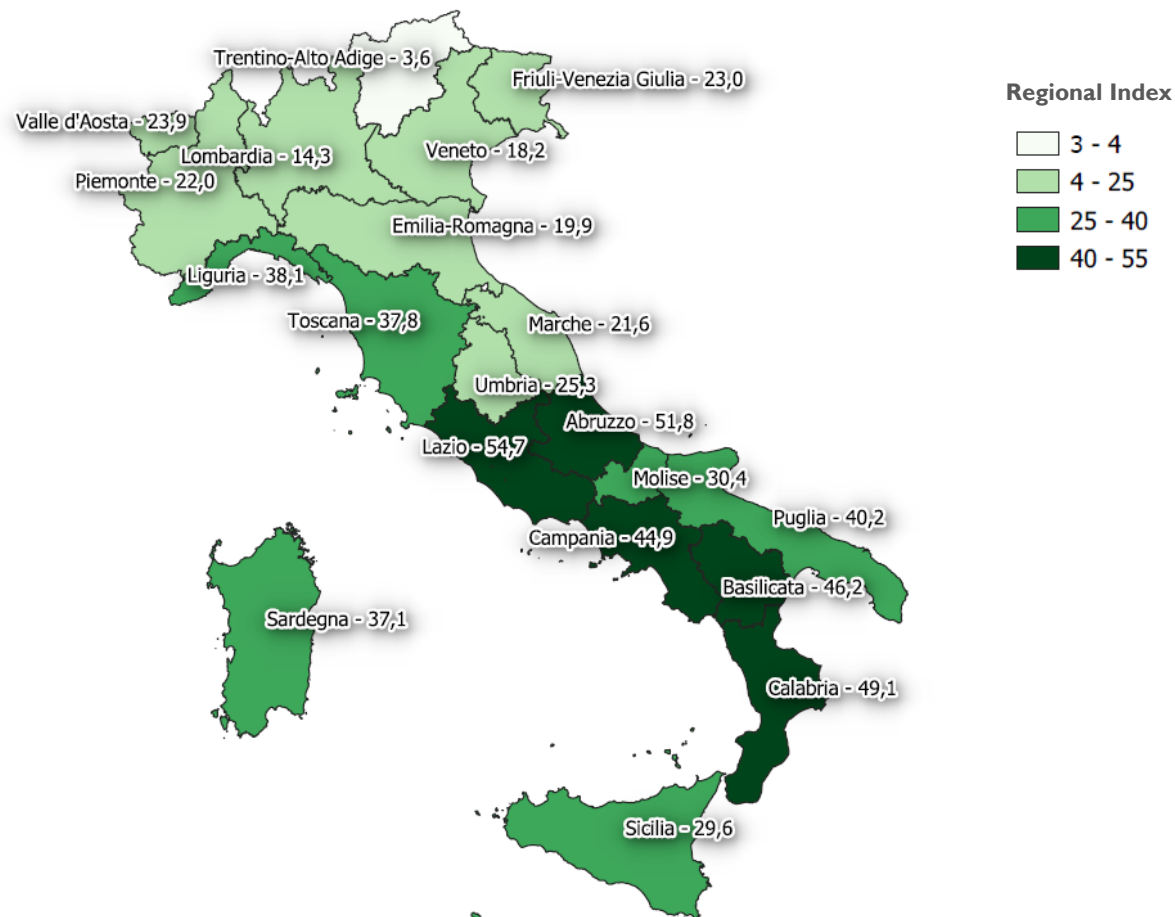 Trentino-Alto Adige - 3,6
Friuli-Venezia Giulia - 23,0
Valle d'Aosta - 23,9
Lombardia - 14,3
Veneto - 18,2
Piemonte - 22,0
Emilia-Romagna - 19,9
Liguria - 38,1
Toscana - 37,8
Marche - 21,6
Umbria - 25,3
Abruzzo - 51,8
Lazio - 54,7
Molise - 30,4
Puglia - 40,2
Campania - 44,9
Basilicata - 46,2
Sardegna - 37,1
Calabria - 49,1
Sicilia - 29,6
Regional Index
3 - 4
4 - 25
25 - 40
40 - 55